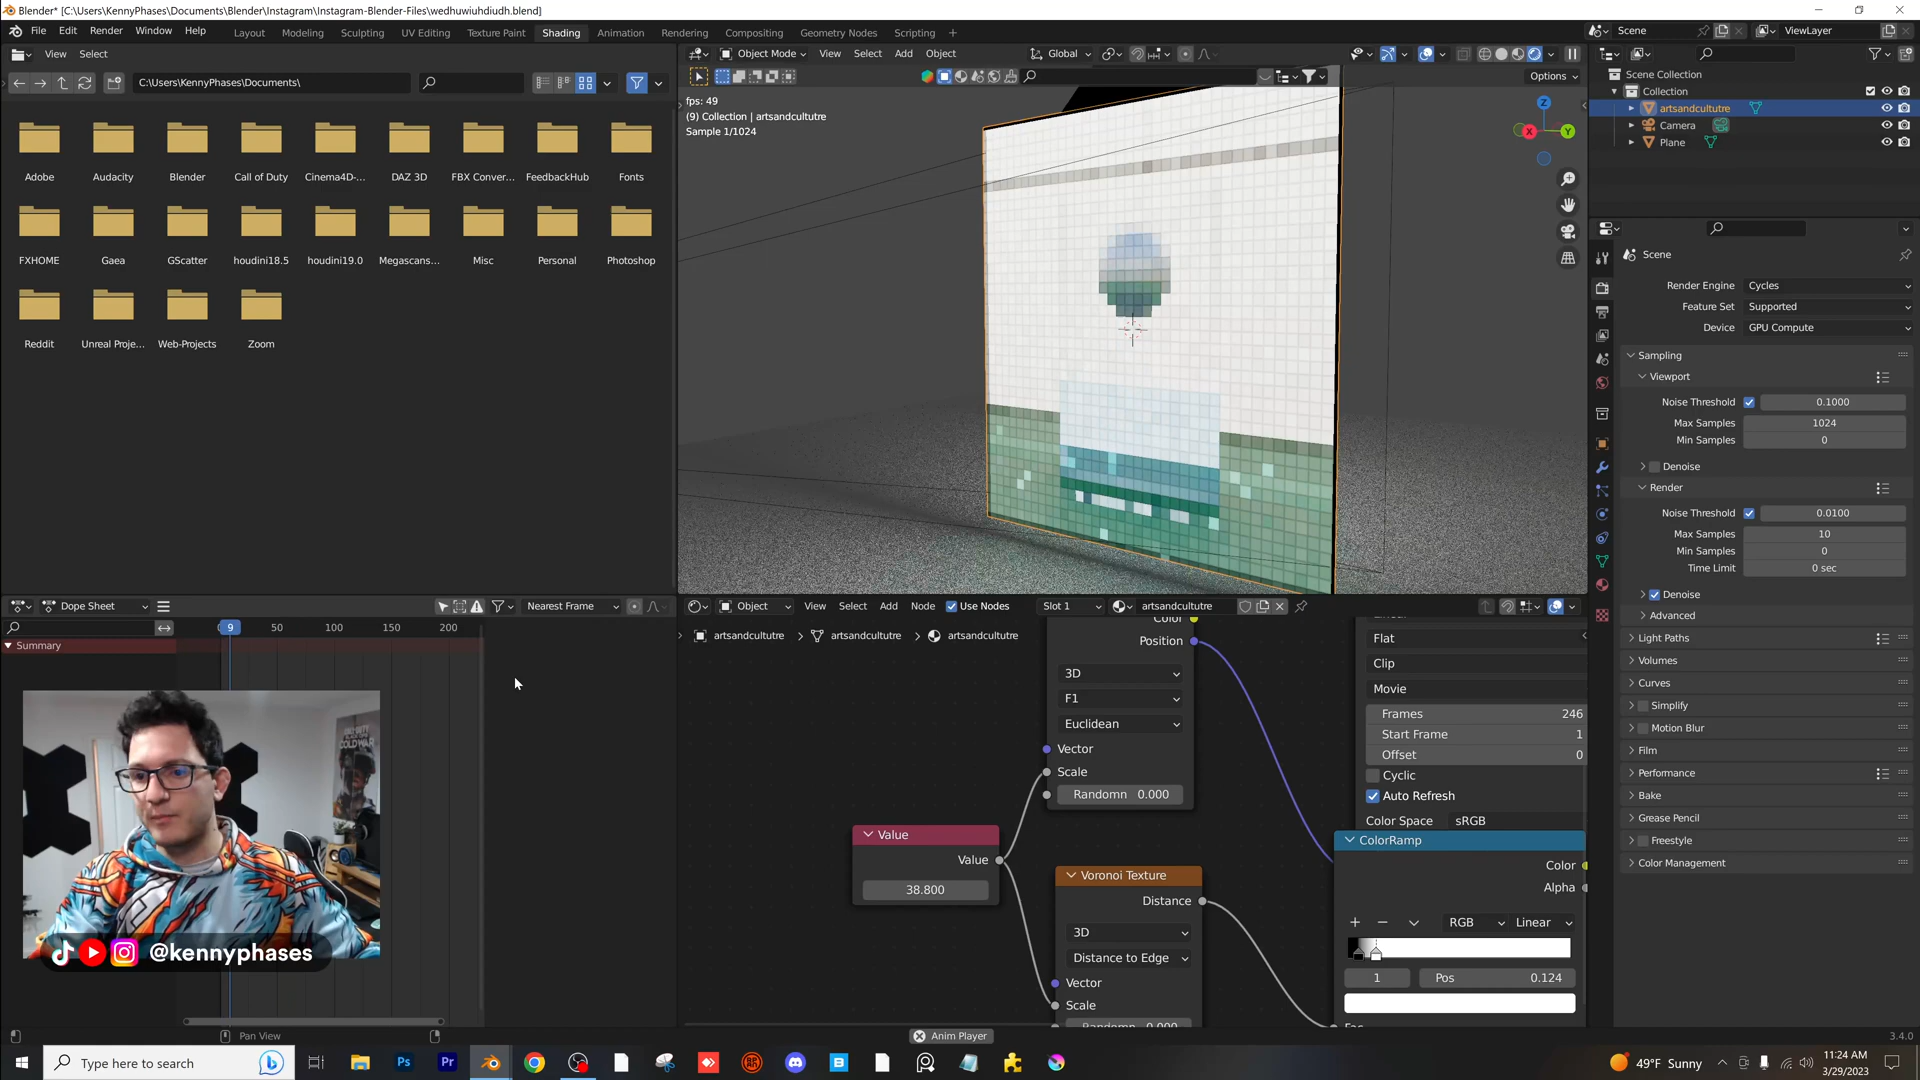 Blender* [C:\Users\KennyPhases\Documents\Blender\Instagram\Instagram-Blender-Files\wedhuwiuhdiudh.blend]
File Edit Render Window Help Layout Modeling Sculpting UV Editing Texture Paint Shading Animation Rendering Compositing Geometry Nodes Scripting + Scene ViewLayer
View Select
Object Mode View Select Add Object Global
C:\Users\KennyPhases\Documents\
Options
Adobe Audacity Blender Call of Duty Cinema4D-... DAZ 3D FBX Conver... FeedbackHub Fonts
FXHOME Gaea GScatter houdini18.5 houdini19.0 Megascans... Misc Personal Photoshop
Reddit Unreal Proje... Web-Projects Zoom
fps: 49
(9) Collection | artsandcultutre
Sample 1/1024
Z
X
Y
Scene Collection
Collection
artsandcultutre
Camera
Plane
Scene
Render Engine Cycles
Feature Set Supported
Device GPU Compute
Sampling
Viewport
Noise Threshold 0.1000
Max Samples 1024
Min Samples 0
Denoise
Render
Noise Threshold 0.0100
Max Samples 10
Min Samples 0
Time Limit 0 sec
Denoise
Advanced
Light Paths
Volumes
Curves
Simplify
Motion Blur
Film
Performance
Bake
Grease Pencil
Freestyle
Color Management
Dope Sheet Nearest Frame
9 50 100 150 200
Summary
@kennyphases
Object View Select Add Node Use Nodes Slot 1 artsandcultutre
artsandcultutre > artsandcultutre > artsandcultutre
Color
Position
3D
F1
Euclidean
Vector
Scale
Randomn 0.000
Value
Value
38.800
Voronoi Texture
Distance
3D
Distance to Edge
Vector
Scale
Randomn 0.000
Linear
Flat
Clip
Movie
Frames 246
Start Frame 1
Offset 0
Cyclic
Auto Refresh
Color Space sRGB
ColorRamp
Color
Alpha
+ − RGB Linear
1 Pos 0.124
Fac
Pan View
Anim Player
3.4.0
Type here to search
Ps Pr
49°F Sunny
11:24 AM
3/29/2023